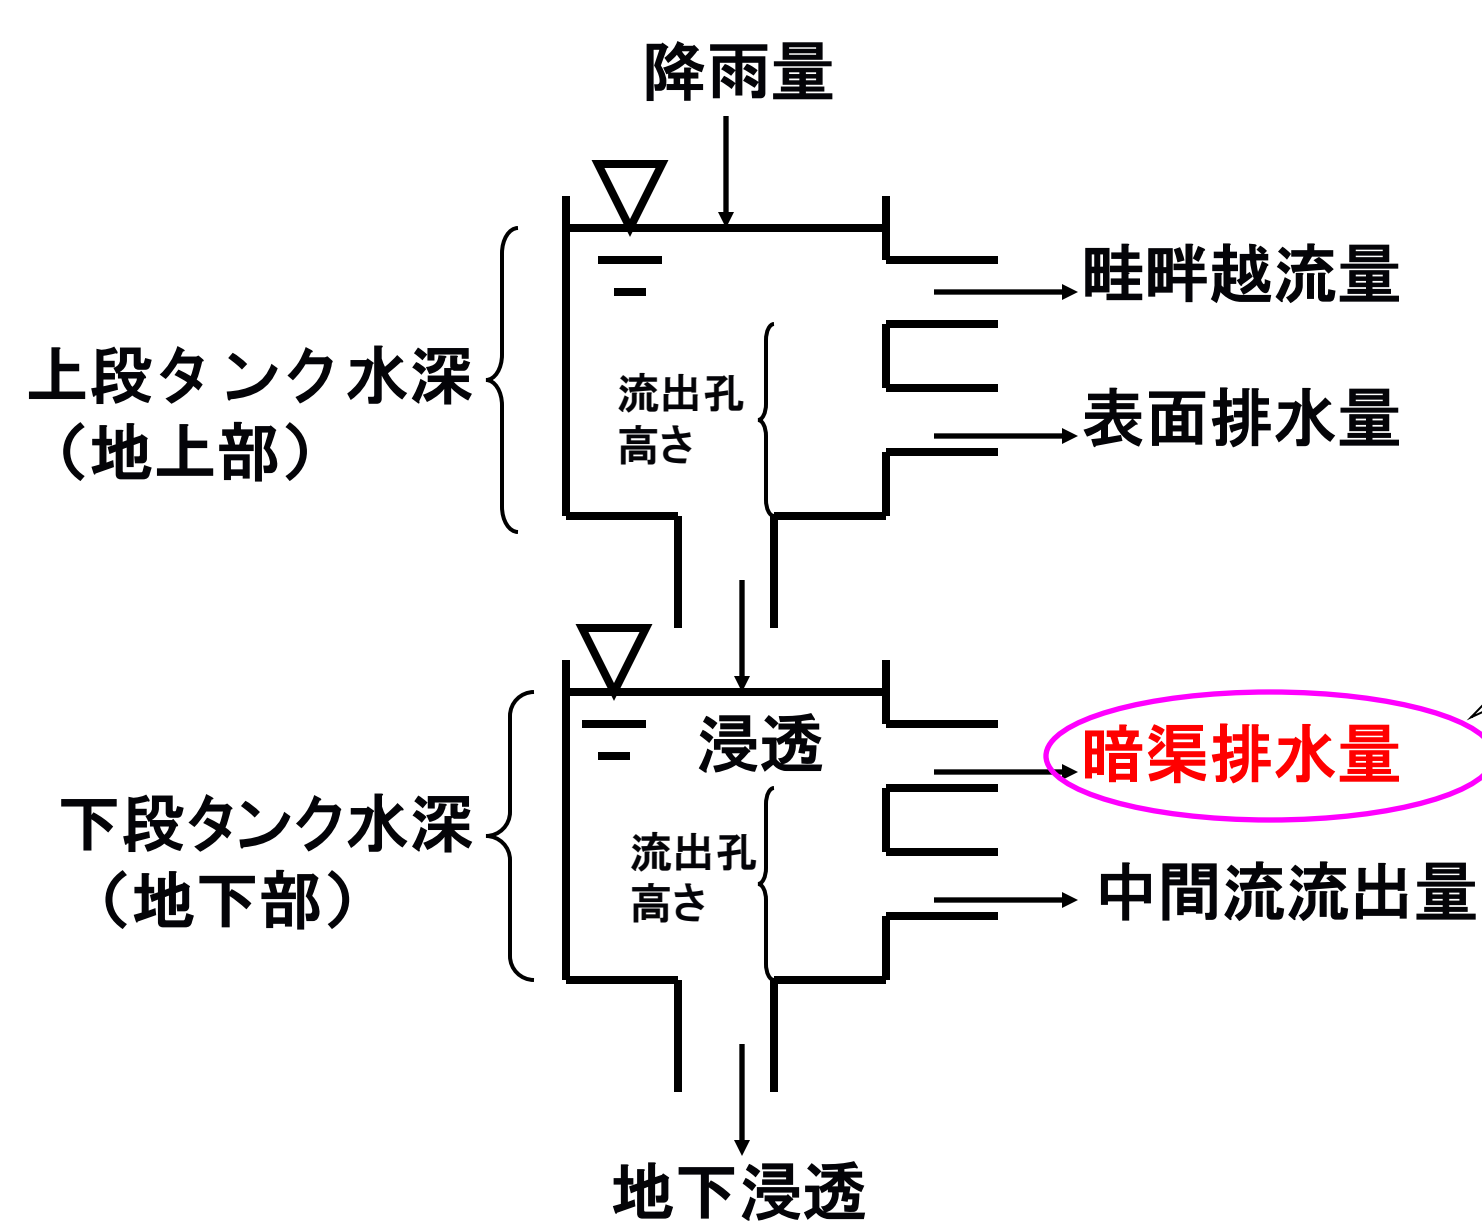 降雨量
畦畔越流量
上段タンク水深
（地上部）
流出孔
高さ
表面排水量
浸透
暗渠排水量
下段タンク水深
（地下部）
流出孔
高さ
中間流流出量
地下浸透